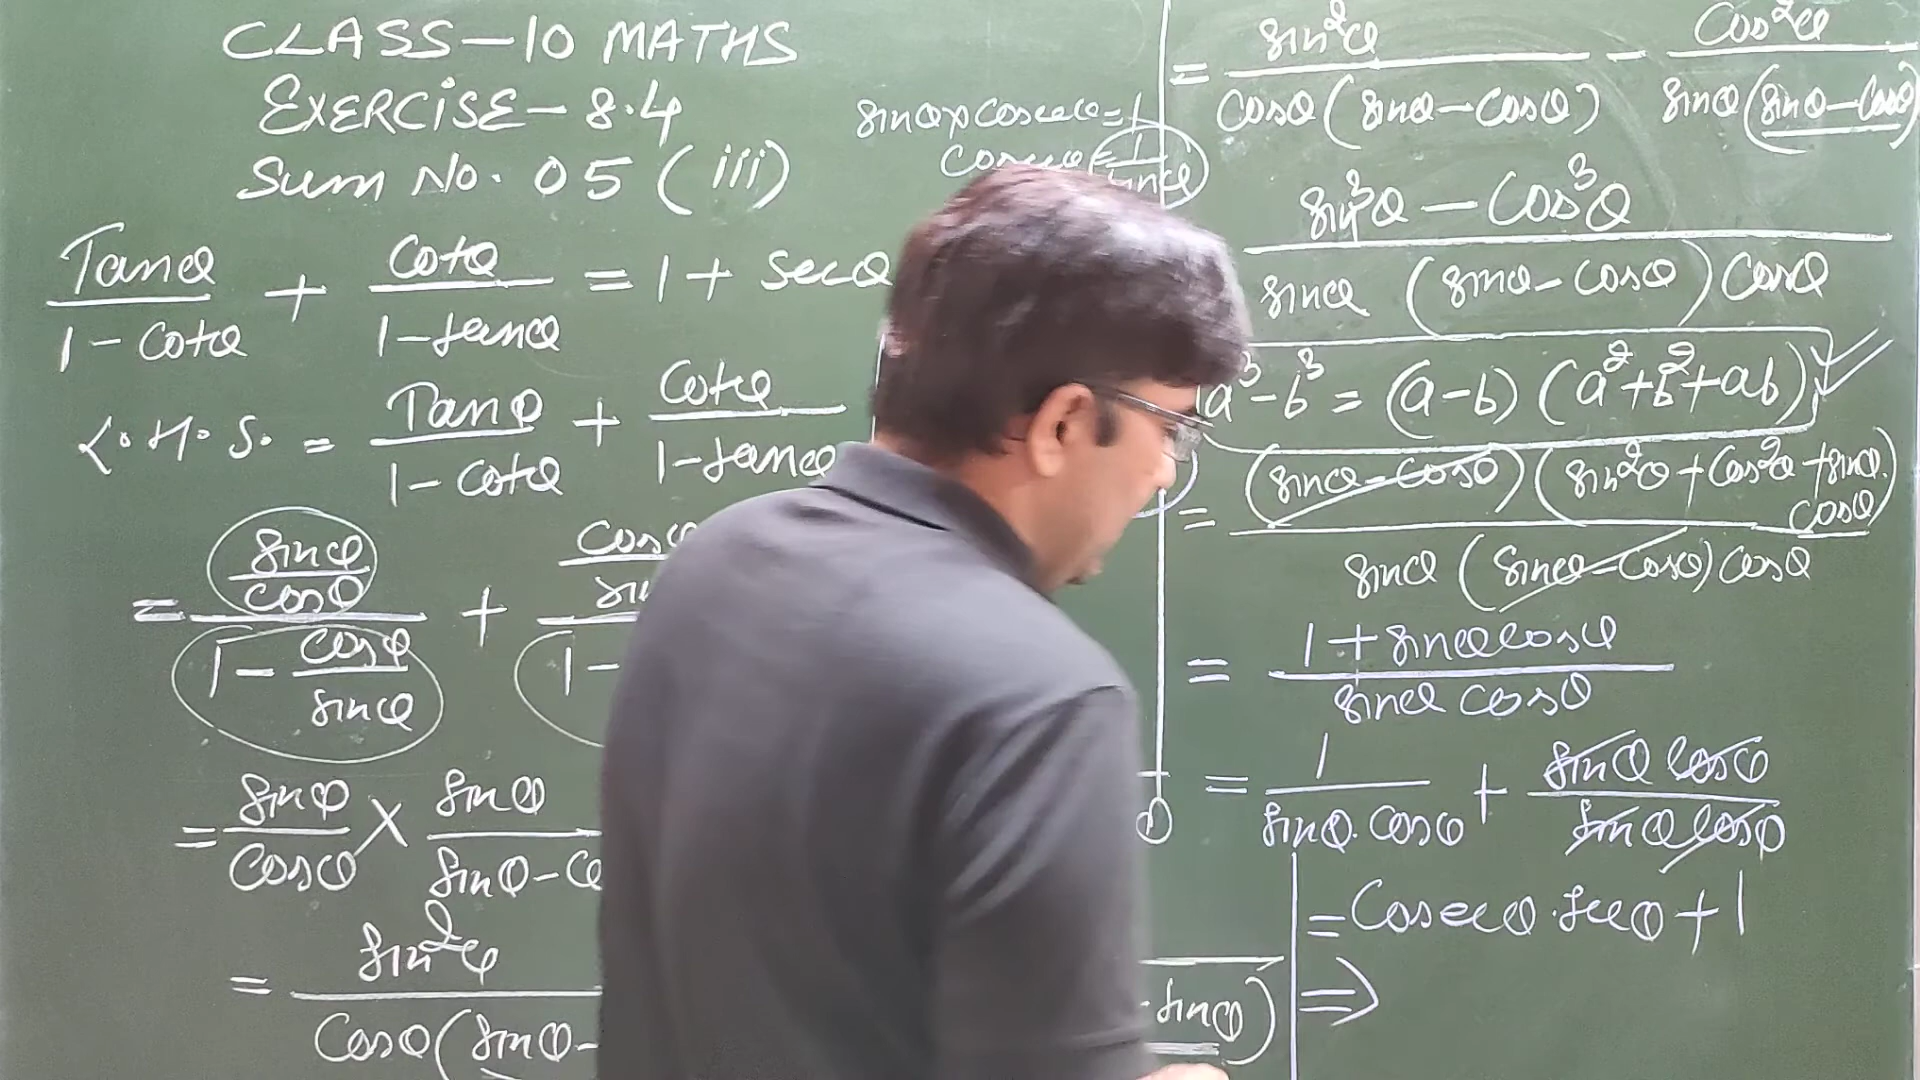 CLASS-10 MATHS
EXERCISE-8.4
Sum No. 05 (iii)
sinθ×cosecθ=1
cosecθ=1/sinθ
Tanθ/(1-cotθ) + cotθ/(1-tanθ) = 1+secθ
L.H.S. = Tanθ/(1-cotθ) + cotθ/(1-tanθ)
= (sinθ/cosθ)/(1-cosθ/sinθ) + cosθ/ 1-
= sinθ/cosθ × sinθ/(sinθ-
= sin²θ/cosθ(sinθ-
-sinθ)
= sin²θ/cosθ(sinθ-cosθ) - cos²θ/sinθ(sinθ-cosθ)
sin³θ-cos³θ/sinθ(sinθ-cosθ)cosθ
a³-b³=(a-b)(a²+b²+ab)
= (sinθ-cosθ)(sin²θ+cos²θ+sinθ.cosθ)/sinθ(sinθ-cosθ)cosθ
= 1+sinθcosθ/sinθcosθ
= 1/sinθ.cosθ + sinθcosθ/sinθcosθ
= cosecθ.secθ+1
⇒